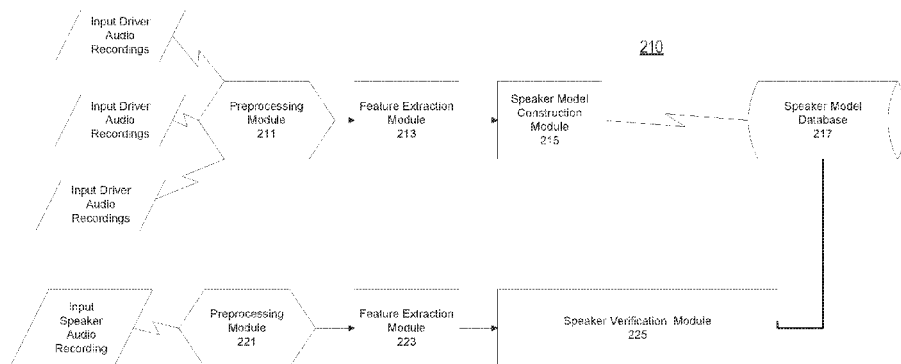 Input Driver
Audio
Recordings
210
Input Driver
Audio
Recordings
Preprocessing
Module
211
Feature Extraction
Module
213
Speaker Model
Construction
Module
215
Speaker Model
Database
217
Input Driver
Audio
Recordings
Input
Speaker
Audio
Recording
Preprocessing
Module
221
Feature Extraction
Module
223
Speaker Verification Module
225